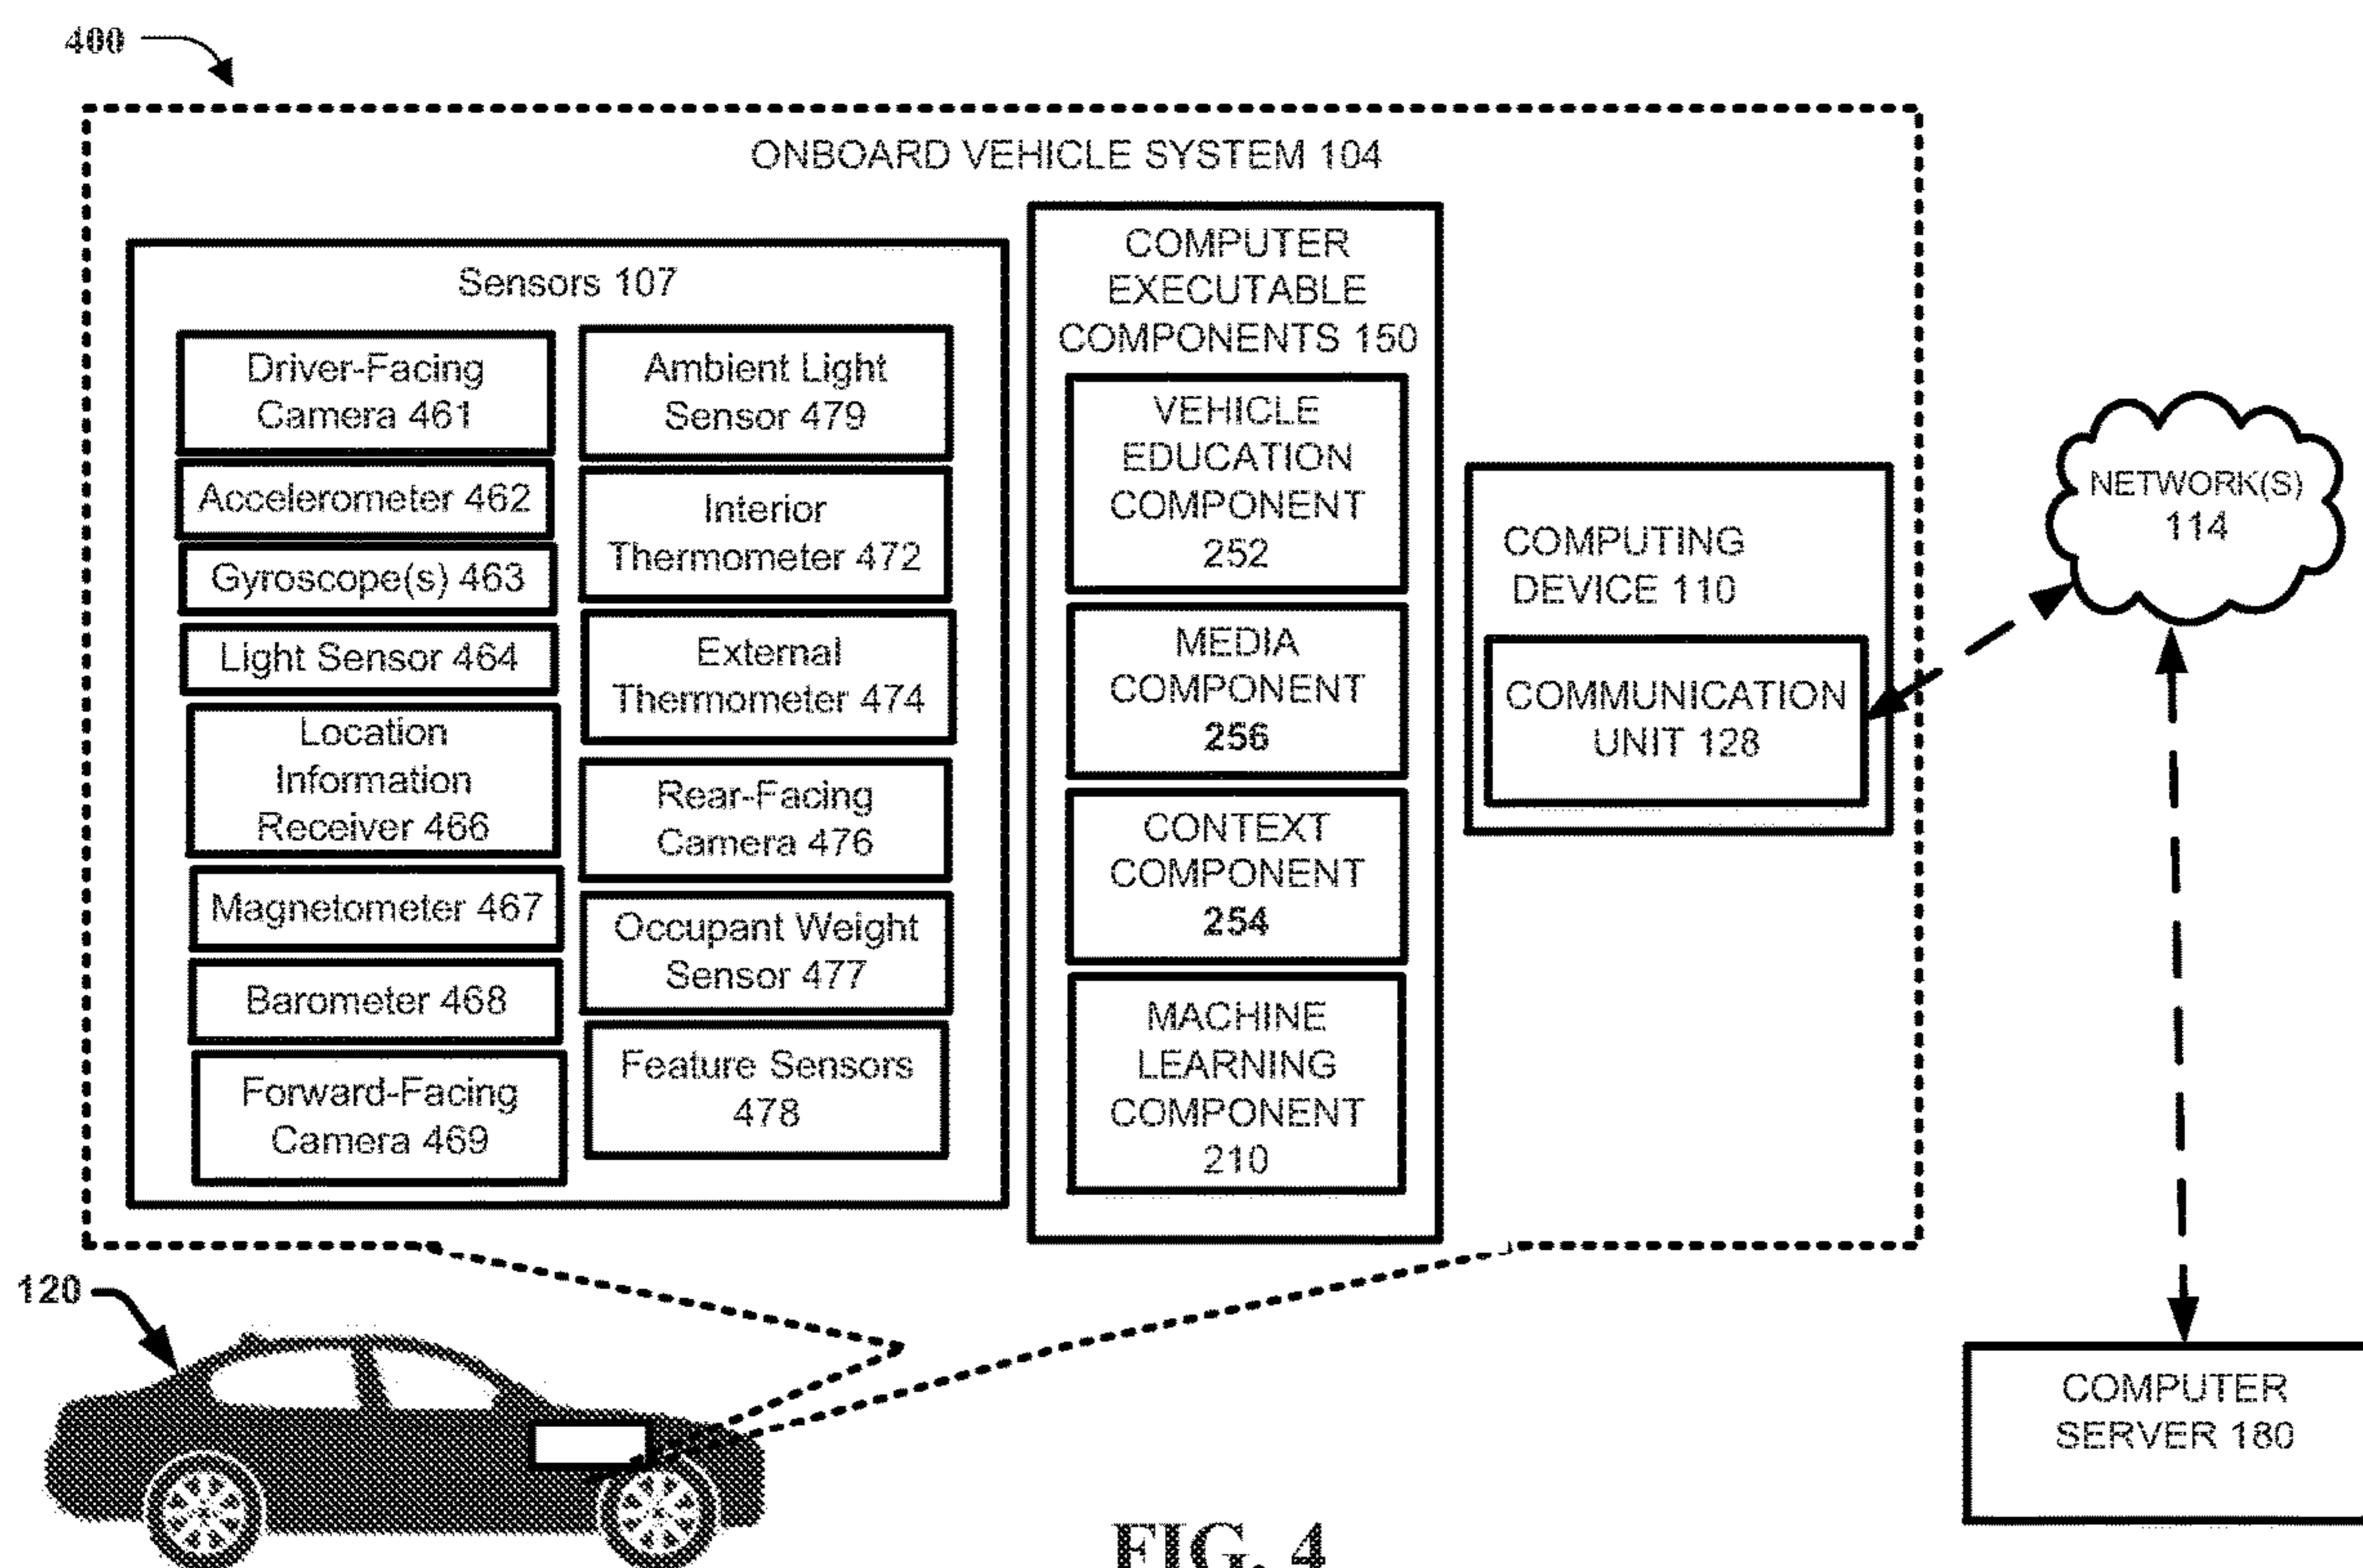 400
ONBOARD VEHICLE SYSTEM 104
Sensors 107
Driver-Facing
Camera 461
Accelerometer 462
Gyroscope(s) 463
Light Sensor 464
Location
Information
Receiver 466
Magnetometer 467
Barometer 468
Forward-Facing
Camera 469
Ambient Light
Sensor 479
Interior
Thermometer 472
External
Thermometer 474
Rear-Facing
Camera 476
Occupant Weight
Sensor 477
Feature Sensors
478
COMPUTER
EXECUTABLE
COMPONENTS 150
VEHICLE
EDUCATION
COMPONENT
252
MEDIA
COMPONENT
256
CONTEXT
COMPONENT
254
MACHINE
LEARNING
COMPONENT
210
COMPUTING
DEVICE 110
COMMUNICATION
UNIT 128
NETWORK(S)
114
COMPUTER
SERVER 180
120
FIG. 4